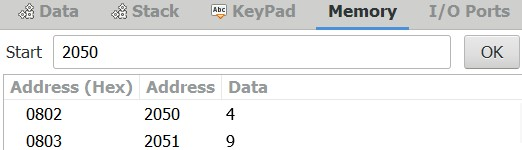 Data Stack KeyPad Memory I/O Ports
Start 2050 OK
Address (Hex) Address Data
0802 2050 4
0803 2051 9